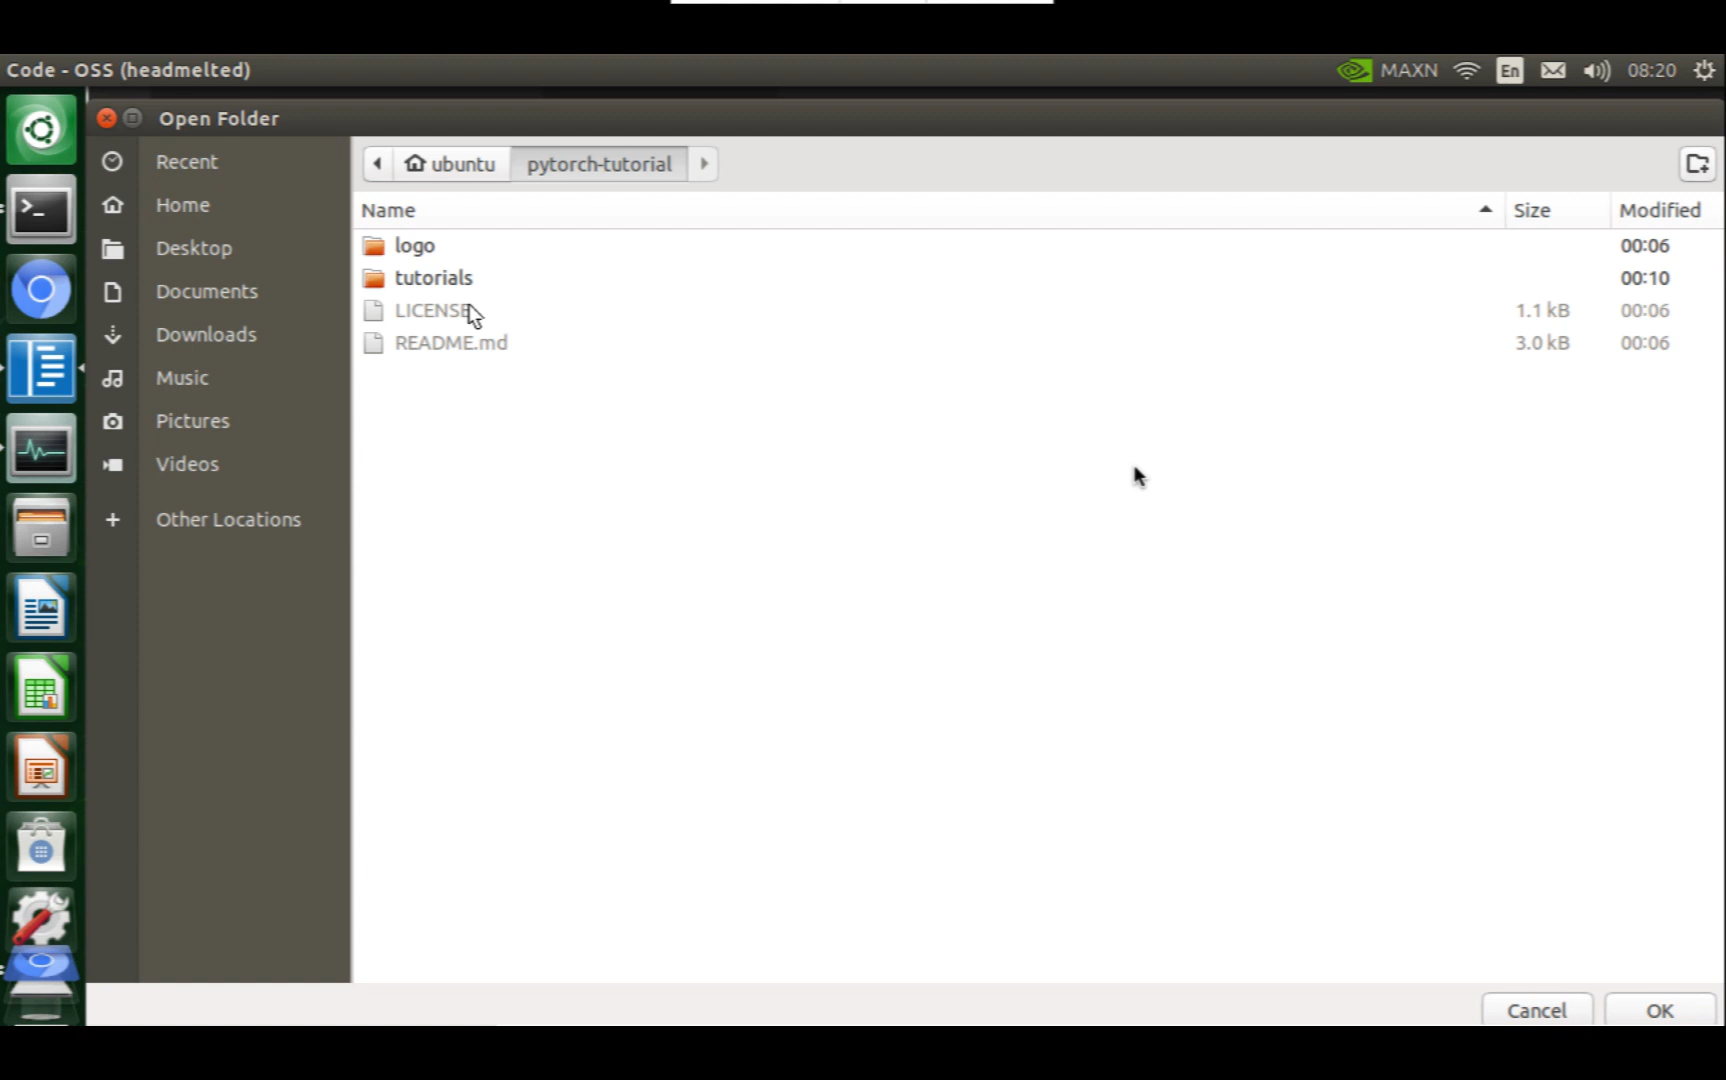 Code - OSS (headmelted)
MAXN En 08:20
Open Folder
Recent
Home
Desktop
Documents
Downloads
Music
Pictures
Videos
Other Locations
ubuntu pytorch-tutorial
Name Size Modified
logo 00:06
tutorials 00:10
LICENSE 1.1 kB 00:06
README.md 3.0 kB 00:06
Cancel OK